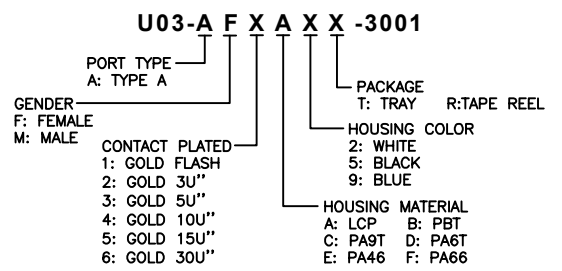 U03-A F X A X X -3001
PORT TYPE
A: TYPE A
GENDER
F: FEMALE
M: MALE
CONTACT PLATED
1: GOLD FLASH
2: GOLD 3U''
3: GOLD 5U''
4: GOLD 10U''
5: GOLD 15U''
6: GOLD 30U''
PACKAGE
T: TRAY R:TAPE REEL
HOUSING COLOR
2: WHITE
5: BLACK
9: BLUE
HOUSING MATERIAL
A: LCP B: PBT
C: PA9T D: PA6T
E: PA46 F: PA66